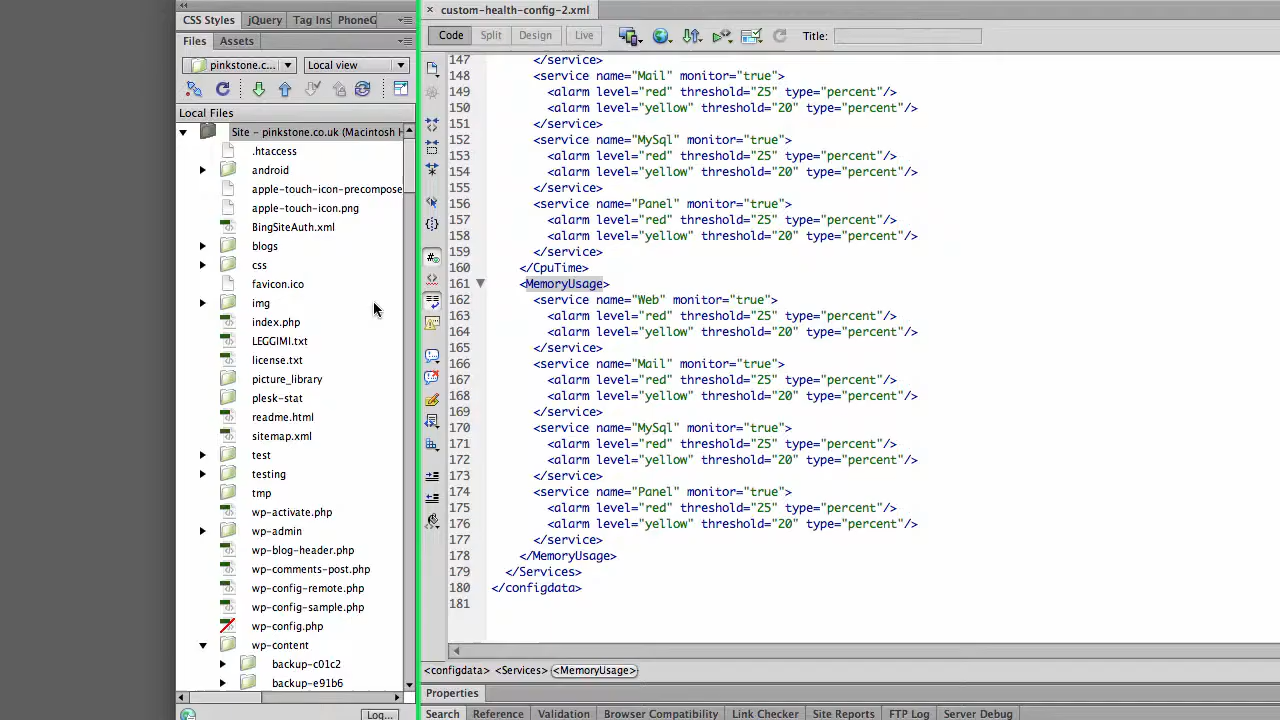 CSS Styles jQuery Tag Ins PhoneG
Files Assets
pinkstone.c... Local view
Local Files
Site – pinkstone.co.uk (Macintosh H
.htaccess
android
apple-touch-icon-precompose
apple-touch-icon.png
BingSiteAuth.xml
blogs
css
favicon.ico
img
index.php
LEGGIMI.txt
license.txt
picture_library
plesk-stat
readme.html
sitemap.xml
test
testing
tmp
wp-activate.php
wp-admin
wp-blog-header.php
wp-comments-post.php
wp-config-remote.php
wp-config-sample.php
wp-config.php
wp-content
backup-c01c2
backup-e91b6
Log...
custom-health-config-2.xml
Code Split Design Live Title:
147 </service>
148 <service name="Mail" monitor="true">
149 <alarm level="red" threshold="25" type="percent"/>
150 <alarm level="yellow" threshold="20" type="percent"/>
151 </service>
152 <service name="MySql" monitor="true">
153 <alarm level="red" threshold="25" type="percent"/>
154 <alarm level="yellow" threshold="20" type="percent"/>
155 </service>
156 <service name="Panel" monitor="true">
157 <alarm level="red" threshold="25" type="percent"/>
158 <alarm level="yellow" threshold="20" type="percent"/>
159 </service>
160 </CpuTime>
161 <MemoryUsage>
162 <service name="Web" monitor="true">
163 <alarm level="red" threshold="25" type="percent"/>
164 <alarm level="yellow" threshold="20" type="percent"/>
165 </service>
166 <service name="Mail" monitor="true">
167 <alarm level="red" threshold="25" type="percent"/>
168 <alarm level="yellow" threshold="20" type="percent"/>
169 </service>
170 <service name="MySql" monitor="true">
171 <alarm level="red" threshold="25" type="percent"/>
172 <alarm level="yellow" threshold="20" type="percent"/>
173 </service>
174 <service name="Panel" monitor="true">
175 <alarm level="red" threshold="25" type="percent"/>
176 <alarm level="yellow" threshold="20" type="percent"/>
177 </service>
178 </MemoryUsage>
179 </Services>
180 </configdata>
181
<configdata> <Services> <MemoryUsage>
Properties
Search Reference Validation Browser Compatibility Link Checker Site Reports FTP Log Server Debug